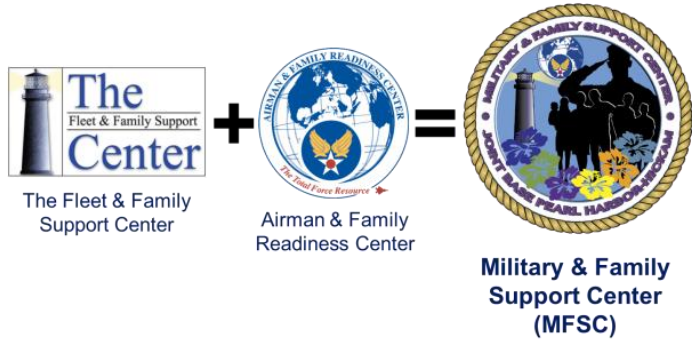 The
Fleet & Family Support
Center
+
AIRMAN & FAMILY READINESS CENTER
The Total Force Resource
=
MILITARY & FAMILY SUPPORT CENTER
JOINT BASE PEARL HARBOR-HICKAM
The Fleet & Family
Support Center
Airman & Family
Readiness Center
Military & Family
Support Center
(MFSC)